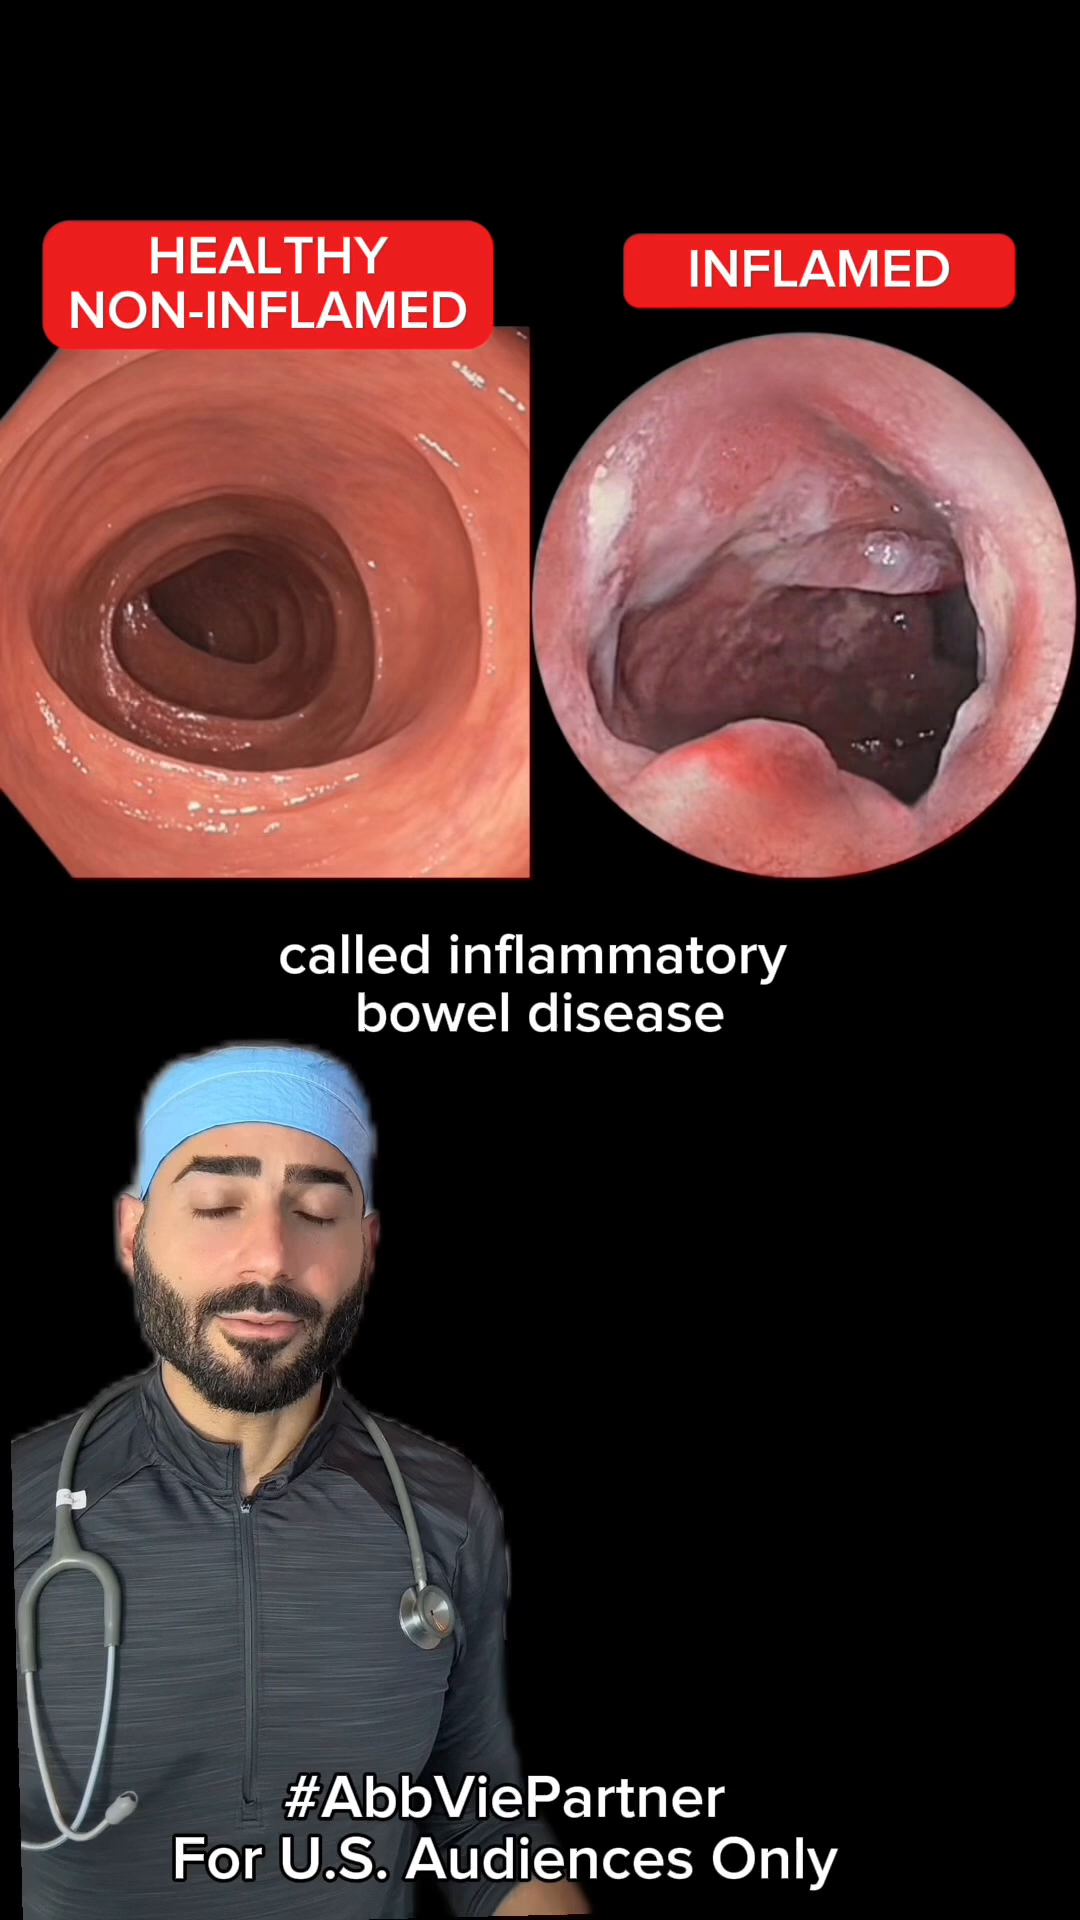 HEALTHY
NON-INFLAMED
INFLAMED
called inflammatory
bowel disease
#AbbViePartner
For U.S. Audiences Only